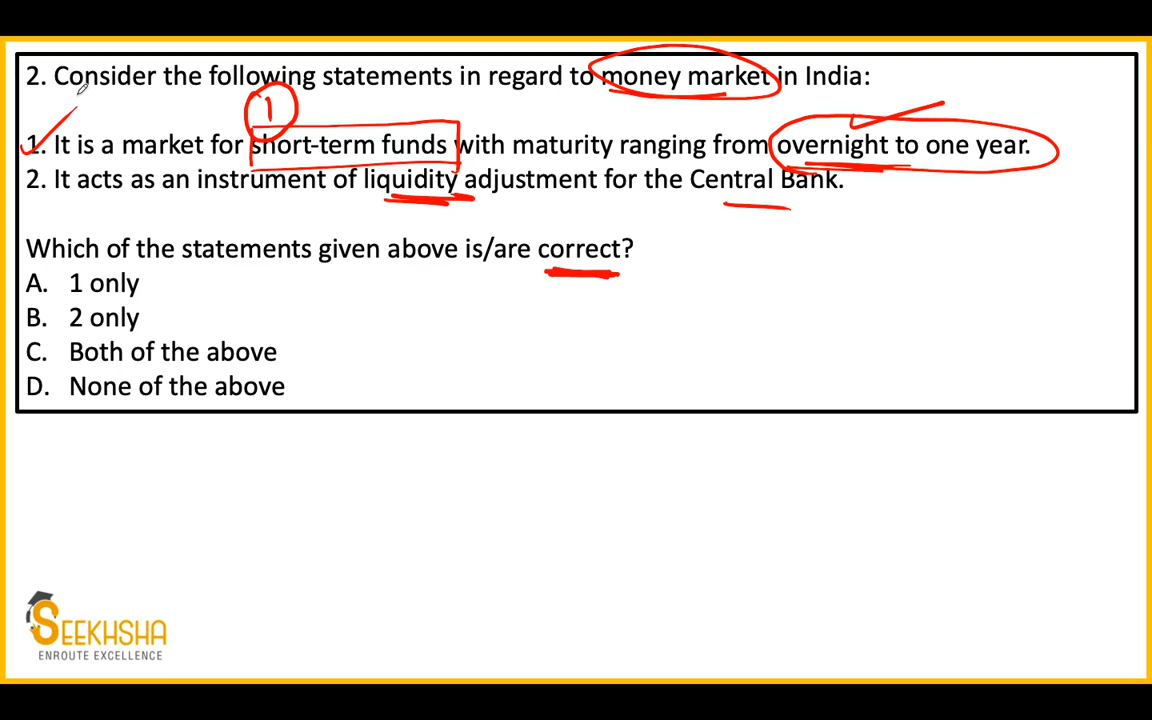 2. Consider the following statements in regard to money market in India:
1
1. It is a market for short-term funds with maturity ranging from overnight to one year.
2. It acts as an instrument of liquidity adjustment for the Central Bank.
Which of the statements given above is/are correct?
A. 1 only
B. 2 only
C. Both of the above
D. None of the above
SEEKHSHA
ENROUTE EXCELLENCE